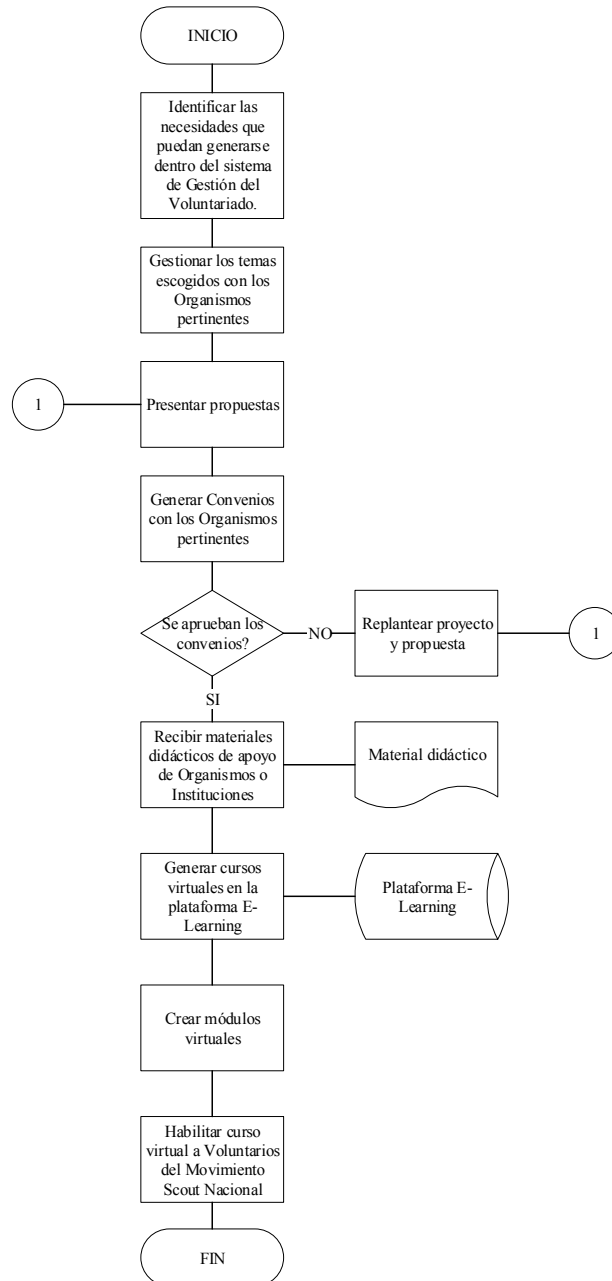 INICIO
Identificar las
necesidades que
puedan generarse
dentro del sistema
de Gestión del
Voluntariado.
Gestionar los temas
escogidos con los
Organismos
pertinentes
1
Presentar propuestas
Generar Convenios
con los Organismos
pertinentes
Se aprueban los
convenios?
NO
Replantear proyecto
y propuesta
1
SI
Recibir materiales
didácticos de apoyo
de Organismos o
Instituciones
Material didáctico
Generar cursos
virtuales en la
plataforma E-
Learning
Plataforma E-
Learning
Crear módulos
virtuales
Habilitar curso
virtual a Voluntarios
del Movimiento
Scout Nacional
FIN